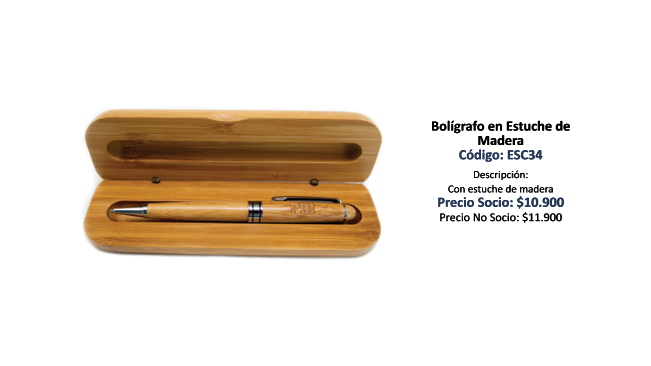 Bolígrafo en Estuche de
Madera
Código: ESC34
Descripción:
Con estuche de madera
Precio Socio: $10.900
Precio No Socio: $11.900